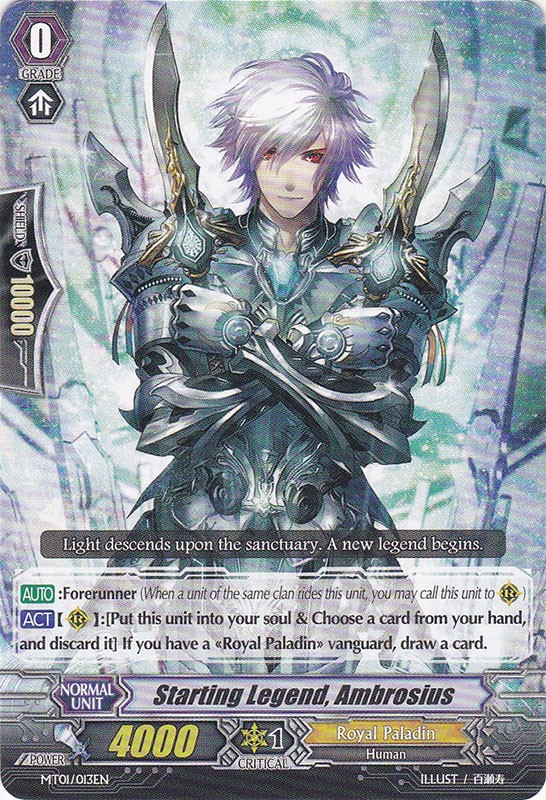 0
GRADE
SHIELD
10000
Light descends upon the sanctuary. A new legend begins.
AUTO :Forerunner (When a unit of the same clan rides this unit, you may call this unit to R)
ACT【 R 】:[Put this unit into your soul & Choose a card from your hand,
and discard it] If you have a «Royal Paladin» vanguard, draw a card.
NORMAL
UNIT
Starting Legend, Ambrosius
POWER
4000
1
CRITICAL
Royal Paladin
Human
MT01/013EN
ILLUST / 百瀬寿